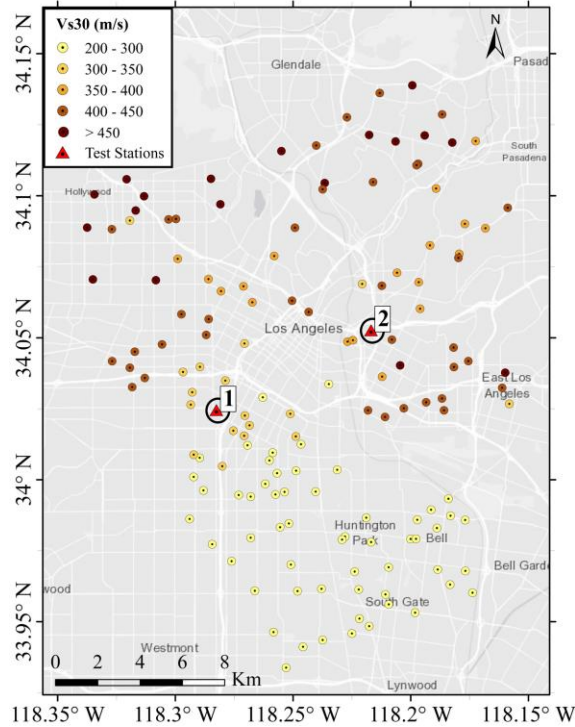 Vs30 (m/s)
200 - 300
300 - 350
350 - 400
400 - 450
> 450
Test Stations
N
Glendale
Pasad
South
Pasadena
Hollywood
Los Angeles
2
East Los
Angeles
1
Huntington
Park
Bell
Bell Garde
wood
South Gate
Westmont
Lynwood
0 2 4 6 8
Km
34.15° N
34.1° N
34.05° N
34° N
33.95° N
118.35° W 118.3° W 118.25° W 118.2° W 118.15° W